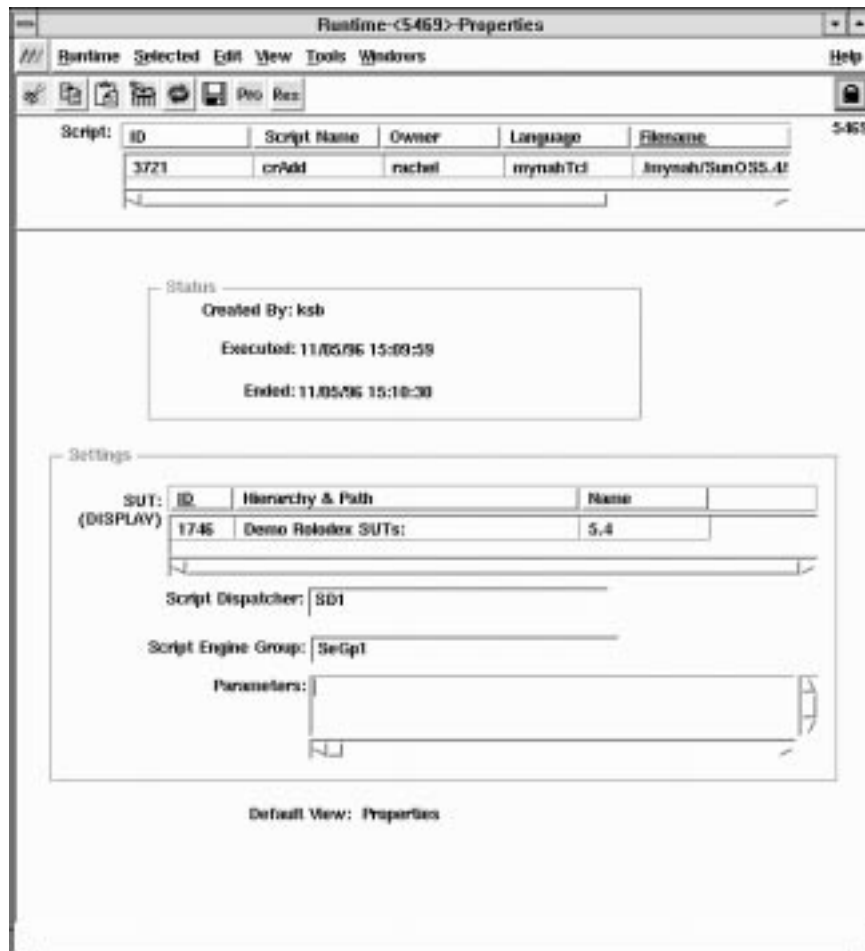 Runtime-<5469>-Properties
Runtime Selected Edit View Tools Windows Help
Pro Res
Script: ID Script Name Owner Language Filename 5469
3721 crAdd rachel mynahTcl /mynah/SunOS5.4/
Status
Created By: ksb
Executed: 11/05/96 15:09:59
Ended: 11/05/96 15:10:30
Settings
SUT: ID Hierarchy & Path Name
(DISPLAY) 1746 Demo Rolodex SUTs: 5.4
Script Dispatcher: SD1
Script Engine Group: SeGp1
Parameters:
Default View: Properties